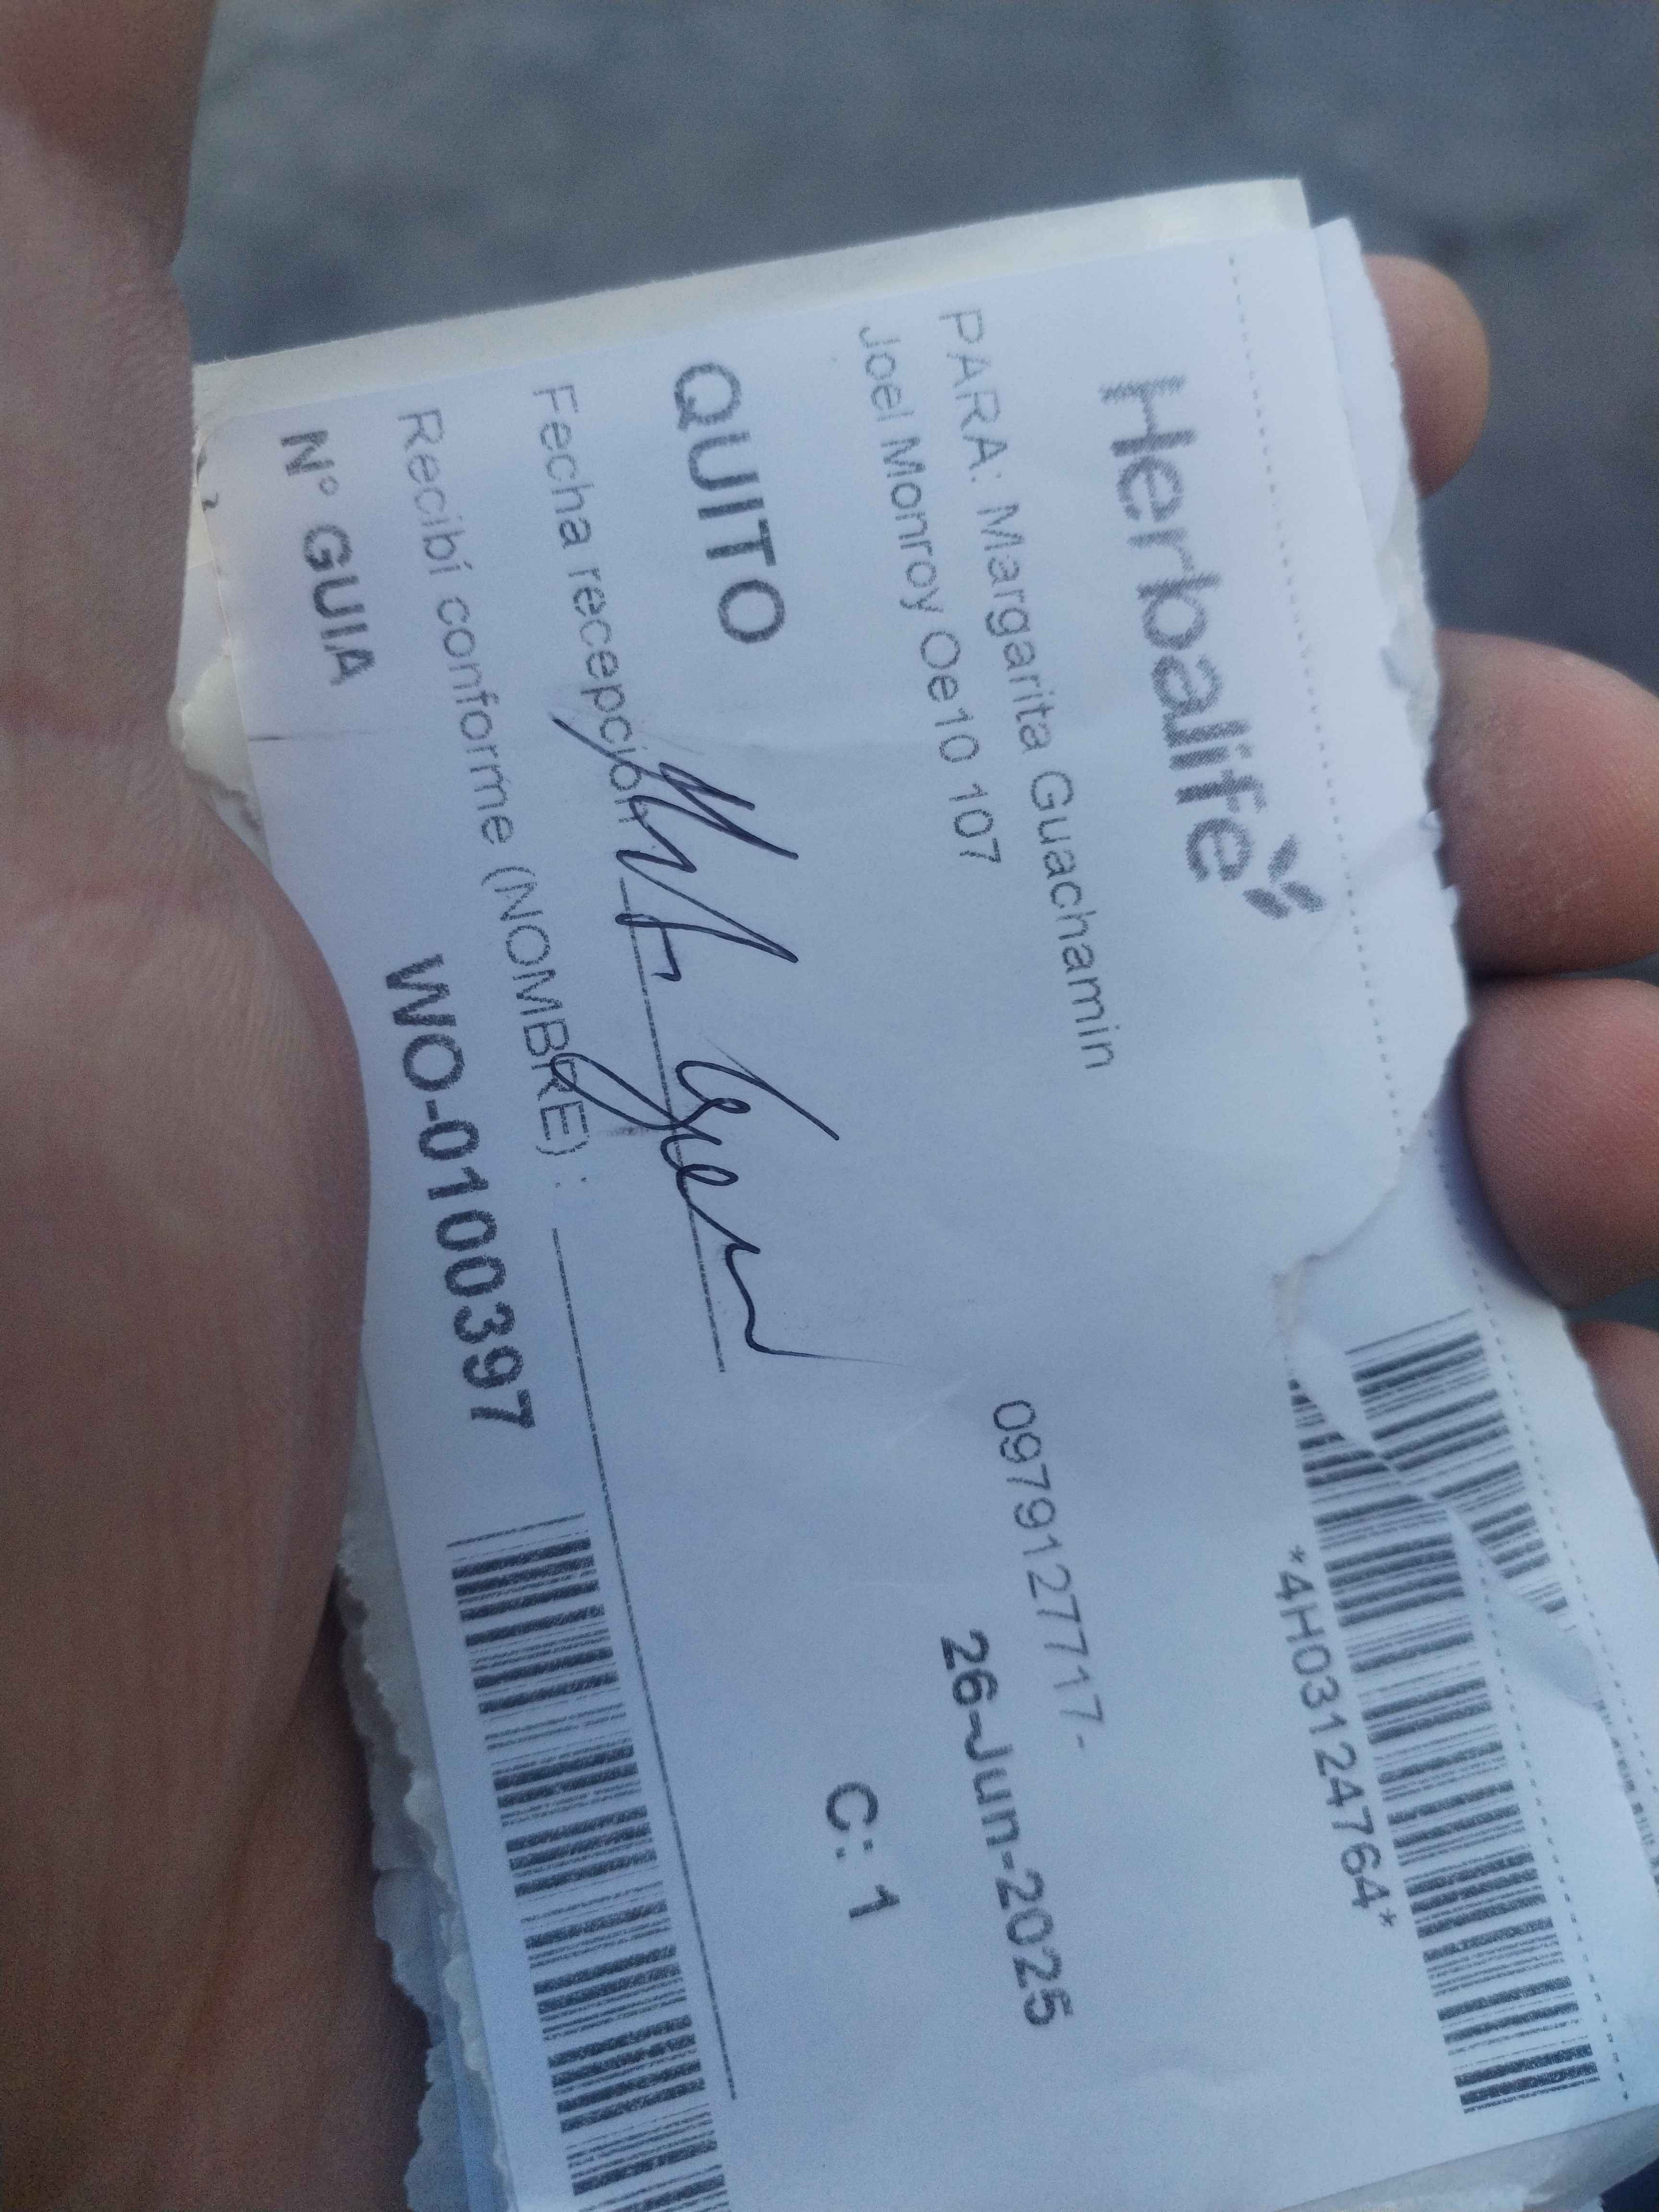 Herbalife
*4H03124764*
PARA: Margarita Guachamin
0979127717-
Joel Monroy Oe10 107
26-Jun-2025
QUITO
C: 1
Fecha recepción
Recibí conforme (NOMBRE) :
N° GUIA WO-0100397